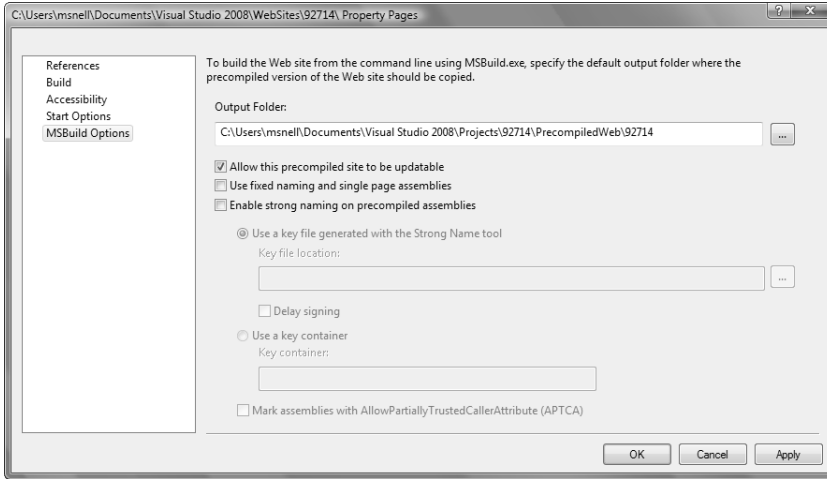 C:\Users\msnell\Documents\Visual Studio 2008\WebSites\92714\ Property Pages
References
Build
Accessibility
Start Options
MSBuild Options
To build the Web site from the command line using MSBuild.exe, specify the default output folder where the
precompiled version of the Web site should be copied.
Output Folder:
C:\Users\msnell\Documents\Visual Studio 2008\Projects\92714\PrecompiledWeb\92714
...
Allow this precompiled site to be updatable
Use fixed naming and single page assemblies
Enable strong naming on precompiled assemblies
Use a key file generated with the Strong Name tool
Key file location:
...
Delay signing
Use a key container
Key container:
Mark assemblies with AllowPartiallyTrustedCallerAttribute (APTCA)
OK Cancel Apply